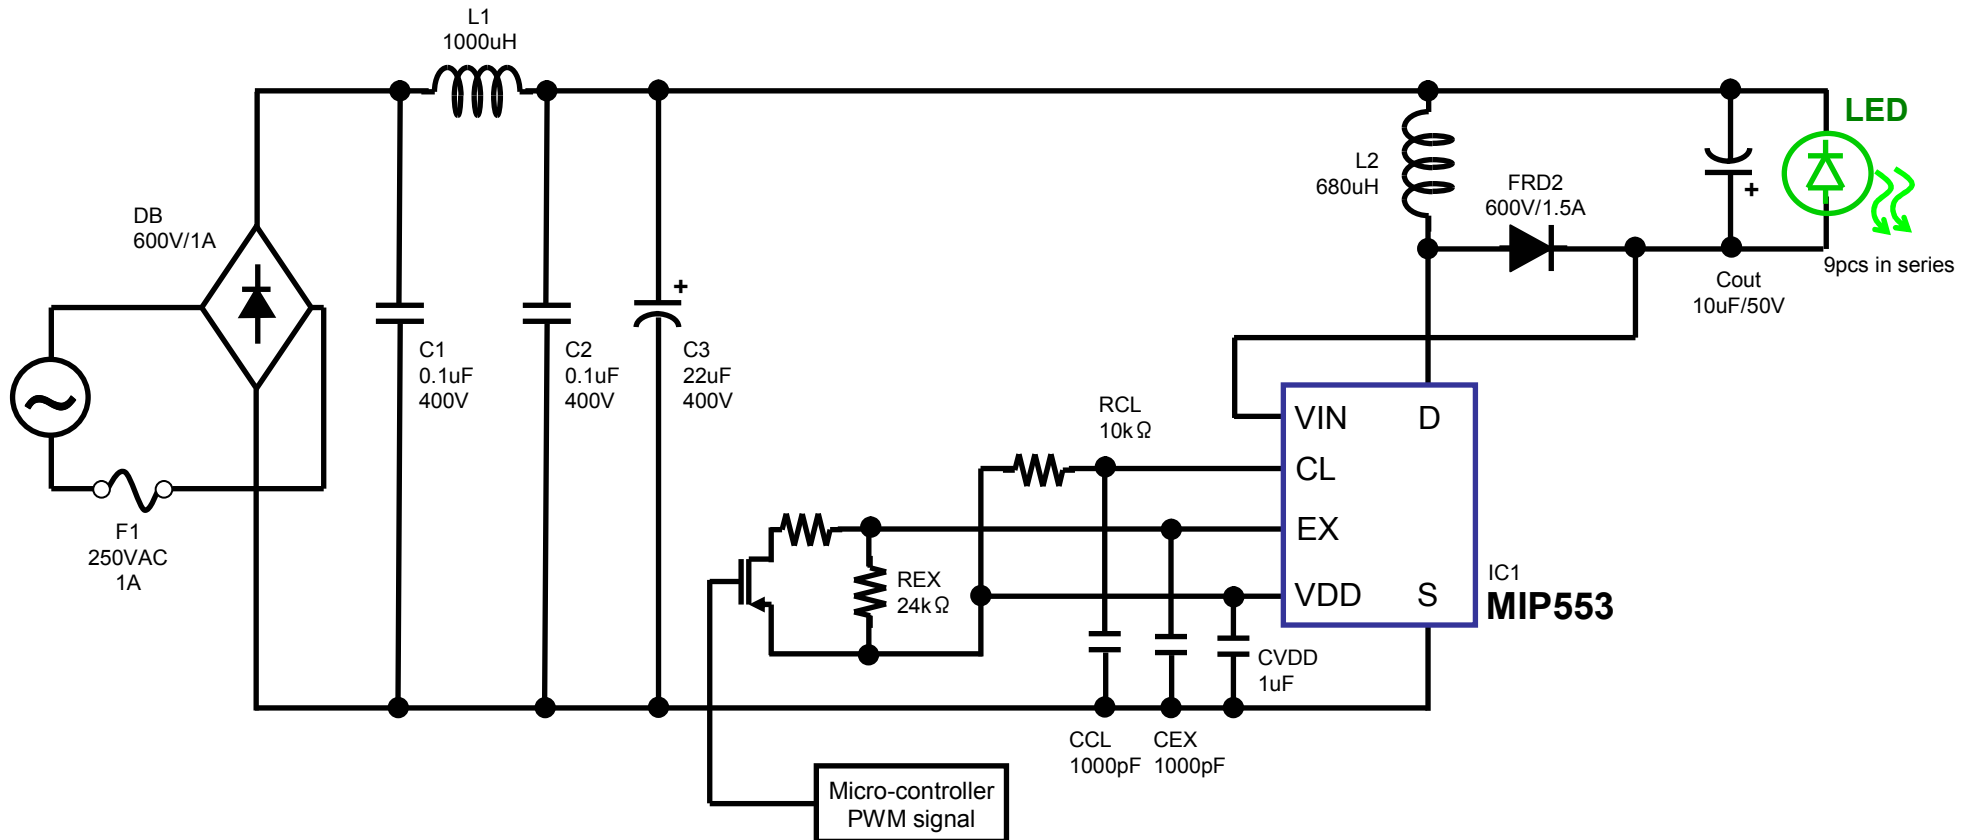 L1
1000uH
LED
L2
680uH
FRD2
600V/1.5A
+
DB
600V/1A
9pcs in series
Cout
10uF/50V
+
C1
0.1uF
400V
C2
0.1uF
400V
C3
22uF
400V
RCL
10kΩ
VIN
D
CL
EX
VDD
S
F1
250VAC
1A
REX
24kΩ
IC1
MIP553
CVDD
1uF
CCL
1000pF
CEX
1000pF
Micro-controller
PWM signal